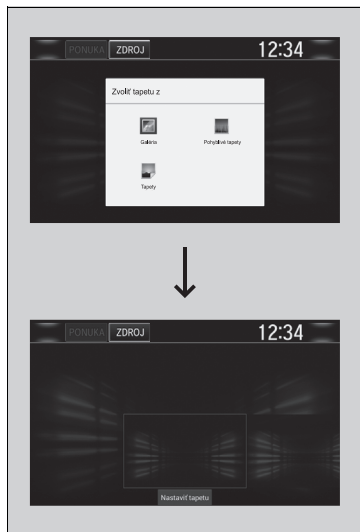 PONUKA ZDROJ 12:34
Zvoliť tapetu z
Galéria Pohyblivé tapety
Tapety
PONUKA ZDROJ 12:34
Nastaviť tapetu